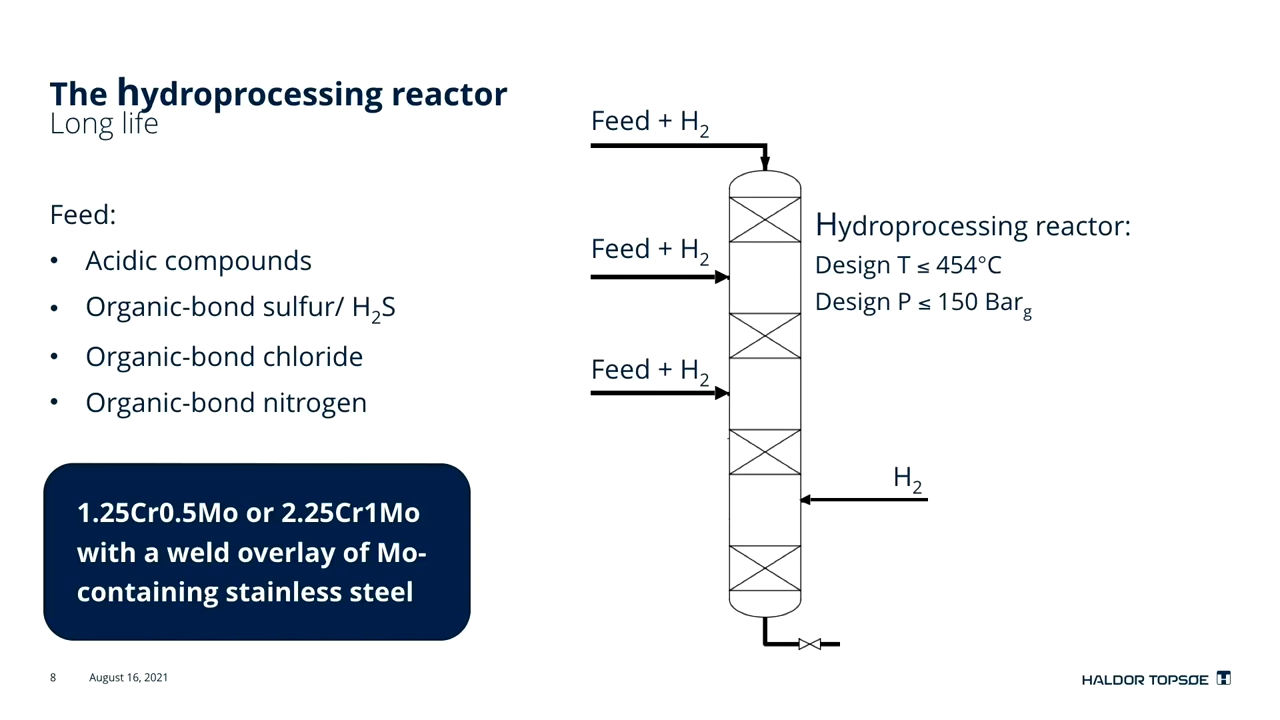 The hydroprocessing reactor
Long life
Feed:
• Acidic compounds
• Organic-bond sulfur/ H₂S
• Organic-bond chloride
• Organic-bond nitrogen
1.25Cr0.5Mo or 2.25Cr1Mo
with a weld overlay of Mo-
containing stainless steel
Feed + H₂
Feed + H₂
Feed + H₂
Hydroprocessing reactor:
Design T ≤ 454°C
Design P ≤ 150 Barg
H₂
8 August 16, 2021
HALDOR TOPSØE